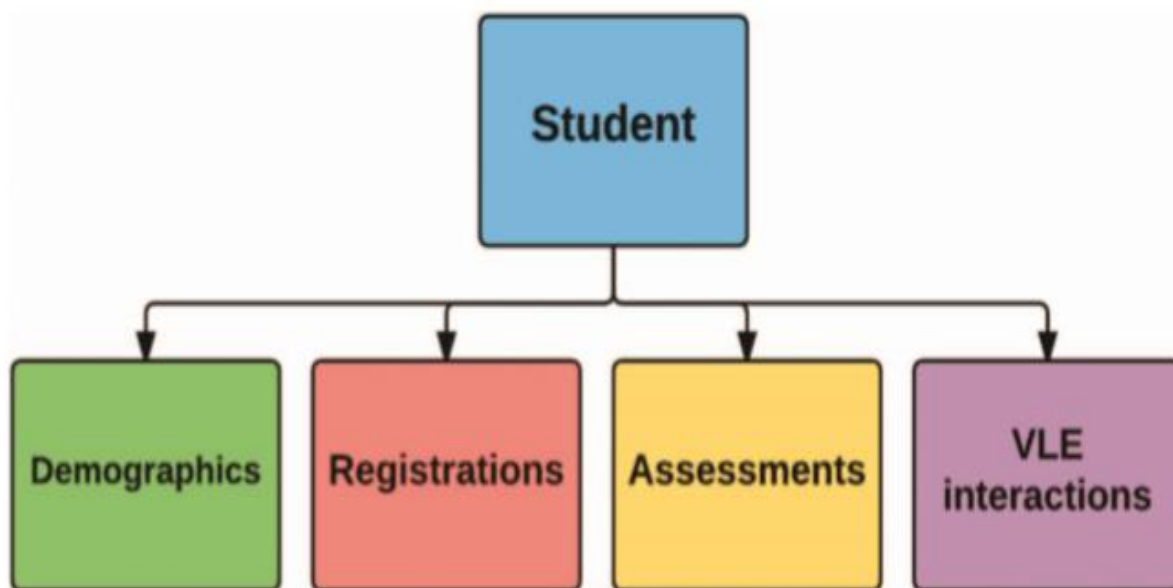 Student
Demographics
Registrations
Assessments
VLE
interactions